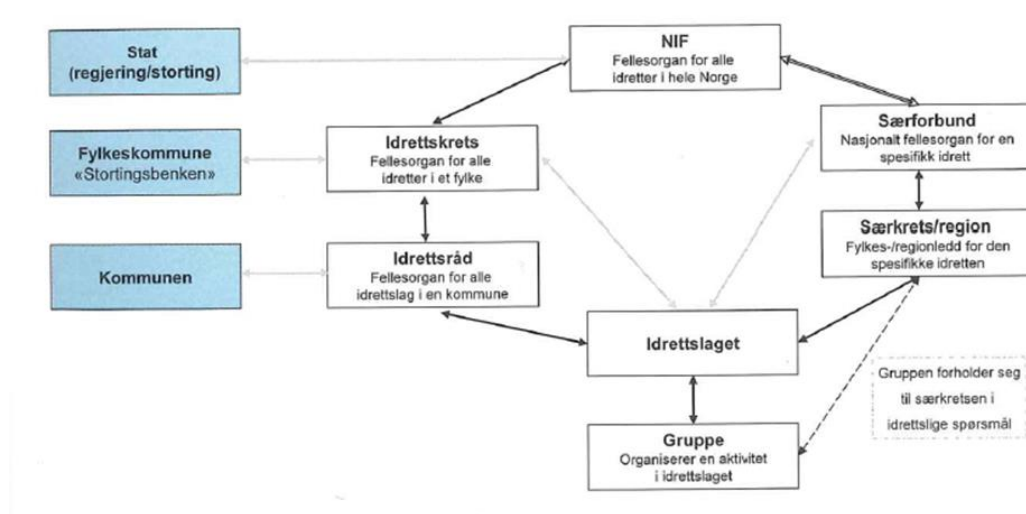 Stat
(regjering/storting)
NIF
Fellesorgan for alle
idretter i hele Norge
Særforbund
Nasjonalt fellesorgan for en
spesifikk idrett
Fylkeskommune
«Stortingsbenken»
Idrettskrets
Fellesorgan for alle
idretter i et fylke
Særkrets/region
Fylkes-/regionledd for den
spesifikke idretten
Kommunen
Idrettsråd
Fellesorgan for alle
idrettslag i en kommune
Idrettslaget
Gruppen forholder seg
til særkretsen i
idrettslige spørsmål
Gruppe
Organiserer en aktivitet
i idrettslaget